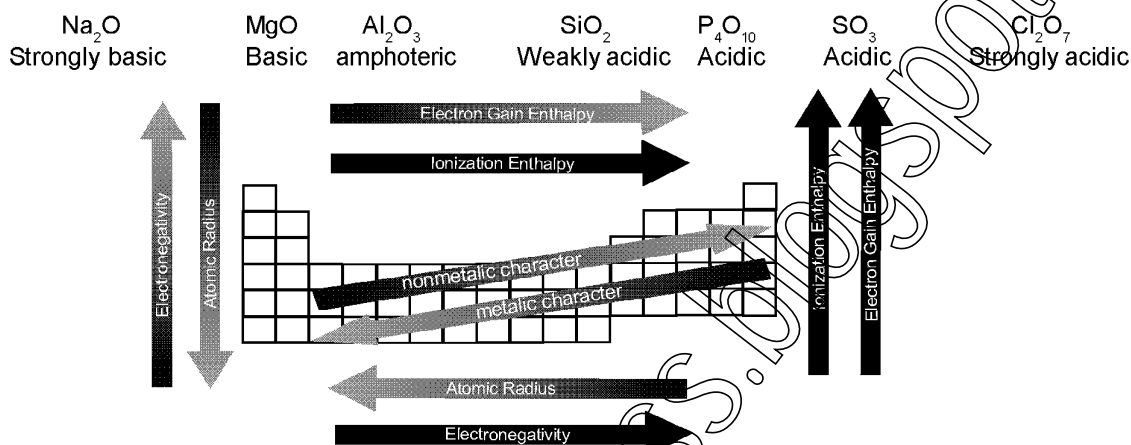 Na₂O MgO Al₂O₃ SiO₂ P₄O₁₀ SO₃ Cl₂O₇
Strongly basic Basic amphoteric Weakly acidic Acidic Acidic Strongly acidic
Electron Gain Enthalpy
Ionization Enthalpy
Electronegativity
Atomic Radius
nonmetalic character
metalic character
Ionization Enthalpy
Electron Gain Enthalpy
Atomic Radius
Electronegativity
s.blogspot